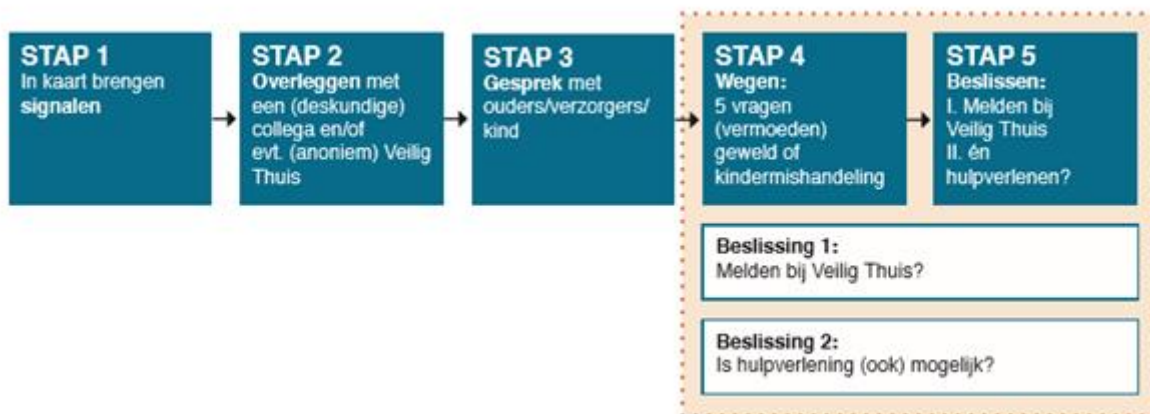 STAP 1
In kaart brengen
signalen
STAP 2
Overleggen met
een (deskundige)
collega en/of
evt. (anoniem) Veilig
Thuis
STAP 3
Gesprek met
ouders/verzorgers/
kind
STAP 4
Wegen:
5 vragen
(vermoeden)
geweld of
kindermishandeling
STAP 5
Beslissen:
I. Melden bij
Veilig Thuis
II. én
hulpverlenen?
Beslissing 1:
Melden bij Veilig Thuis?
Beslissing 2:
Is hulpverlening (ook) mogelijk?